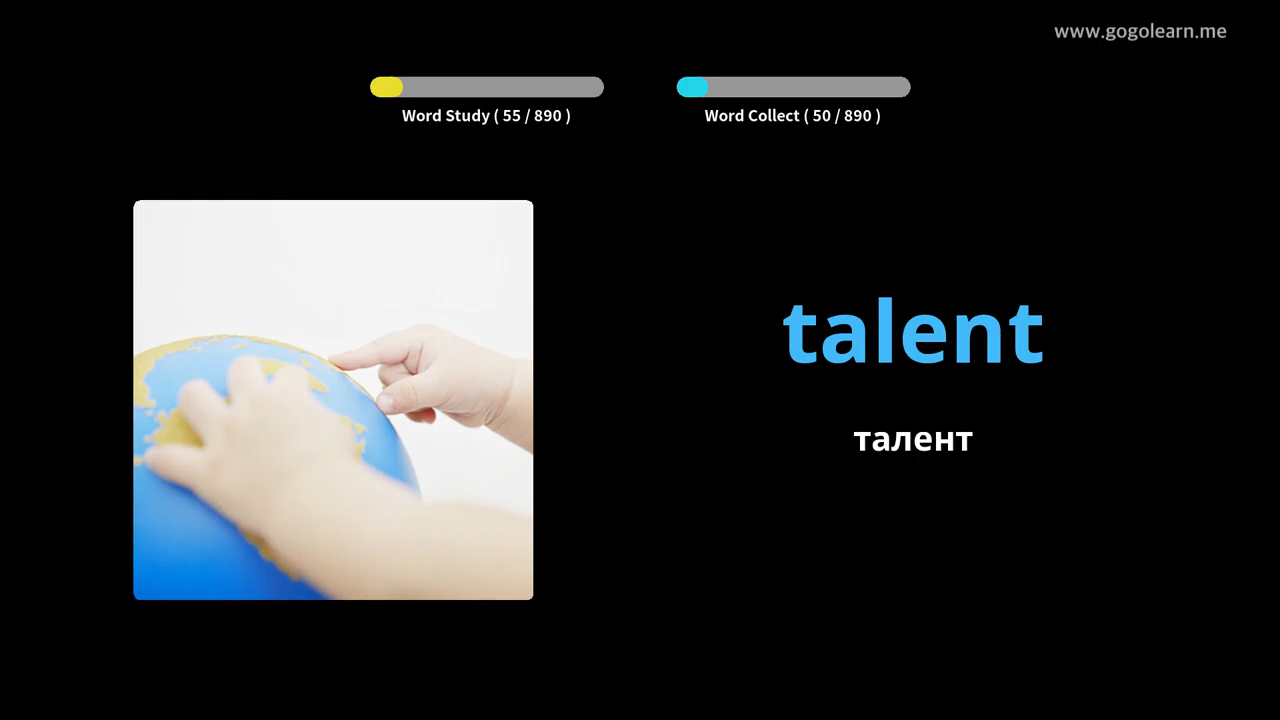 www.gogolearn.me
Word Study ( 55 / 890 )
Word Collect ( 50 / 890 )
talent
талент